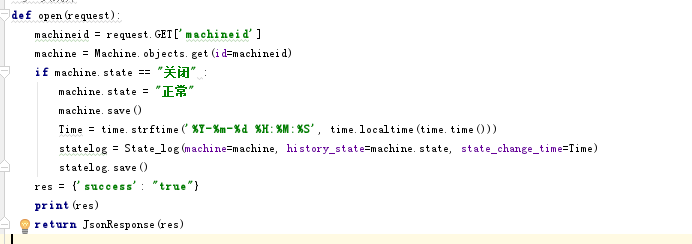 def open(request):
    machineid = request.GET['machineid']
    machine = Machine.objects.get(id=machineid)
    if machine.state == "关闭" :
        machine.state = "正常"
        machine.save()
        Time = time.strftime('%Y-%m-%d %H:%M:%S', time.localtime(time.time()))
        statelog = State_log(machine=machine, history_state=machine.state, state_change_time=Time)
        statelog.save()
    res = {'success': "true"}
    print(res)
    return JsonResponse(res)